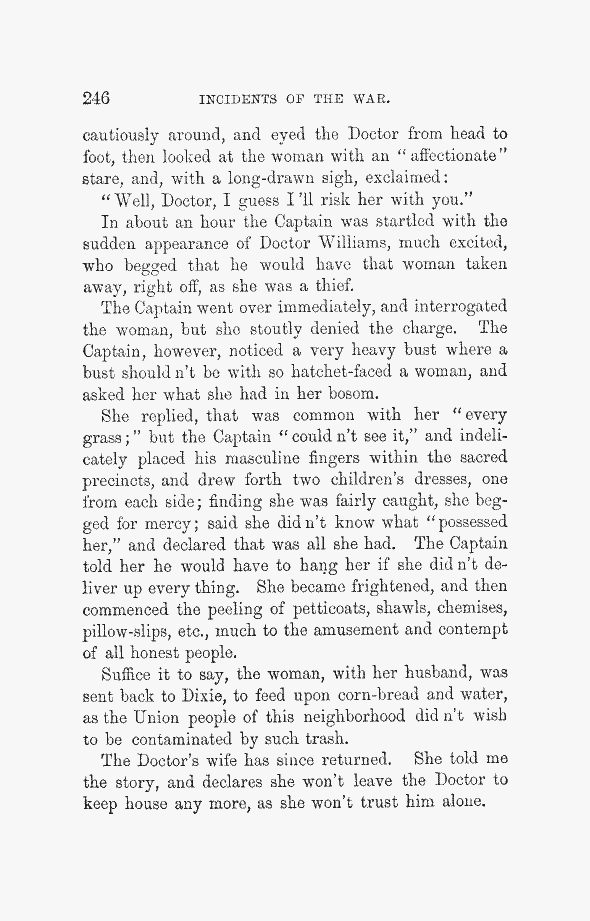 246 INCIDENTS OF THE WAR.
cautiously around, and eyed the Doctor from head to
foot, then looked at the woman with an "affectionate"
stare, and, with a long-drawn sigh, exclaimed:
"Well, Doctor, I guess I'll risk her with you."
In about an hour the Captain was startled with the
sudden appearance of Doctor Williams, much excited,
who begged that he would have that woman taken
away, right off, as she was a thief.
The Captain went over immediately, and interrogated
the woman, but she stoutly denied the charge. The
Captain, however, noticed a very heavy bust where a
bust should n't be with so hatchet-faced a woman, and
asked her what she had in her bosom.
She replied, that was common with her "every
grass;" but the Captain "could n't see it," and indeli-
cately placed his masculine fingers within the sacred
precincts, and drew forth two children's dresses, one
from each side; finding she was fairly caught, she beg-
ged for mercy; said she did n't know what "possessed
her," and declared that was all she had. The Captain
told her he would have to hang her if she did n't de-
liver up every thing. She became frightened, and then
commenced the peeling of petticoats, shawls, chemises,
pillow-slips, etc., much to the amusement and contempt
of all honest people.
Suffice it to say, the woman, with her husband, was
sent back to Dixie, to feed upon corn-bread and water,
as the Union people of this neighborhood did n't wish
to be contaminated by such trash.
The Doctor's wife has since returned. She told me
the story, and declares she won't leave the Doctor to
keep house any more, as she won't trust him alone.